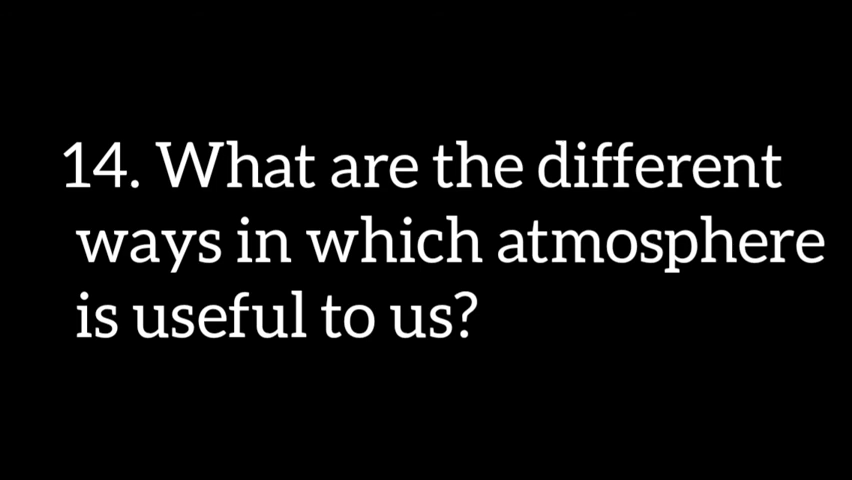 14. What are the different
ways in which atmosphere
is useful to us?